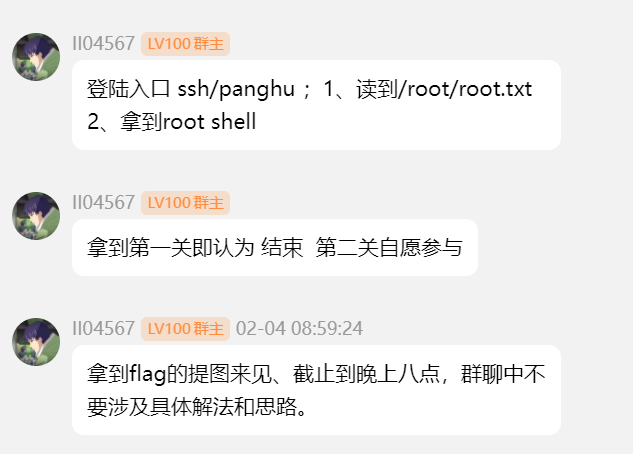 ll04567 LV100 群主
登陆入口 ssh/panghu ；1、读到/root/root.txt
2、拿到root shell
ll04567 LV100 群主
拿到第一关即认为 结束  第二关自愿参与
ll04567 LV100 群主 02-04 08:59:24
拿到flag的提图来见、截止到晚上八点，群聊中不
要涉及具体解法和思路。